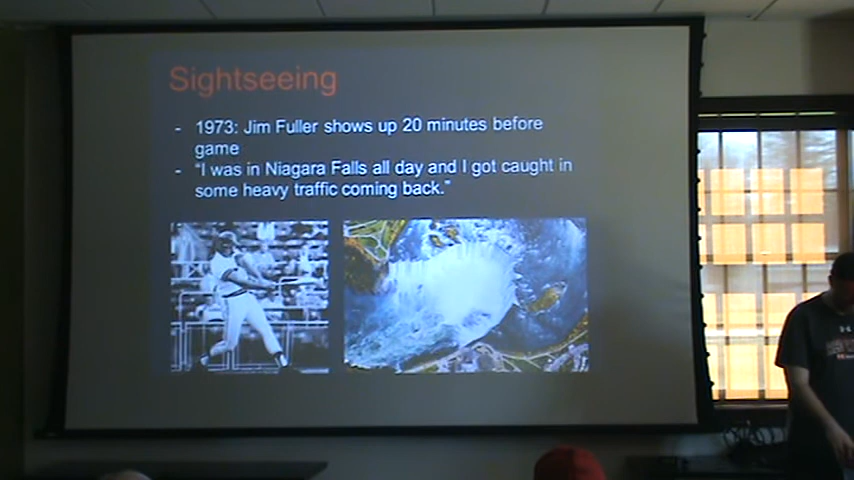 Sightseeing
- 1973: Jim Fuller shows up 20 minutes before
game
- “I was in Niagara Falls all day and I got caught in
some heavy traffic coming back.”